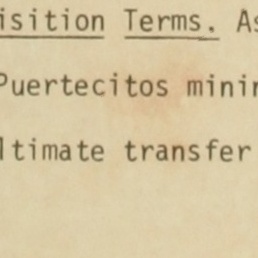 isition Terms. As
Puertecitos minin
ltimate transfer